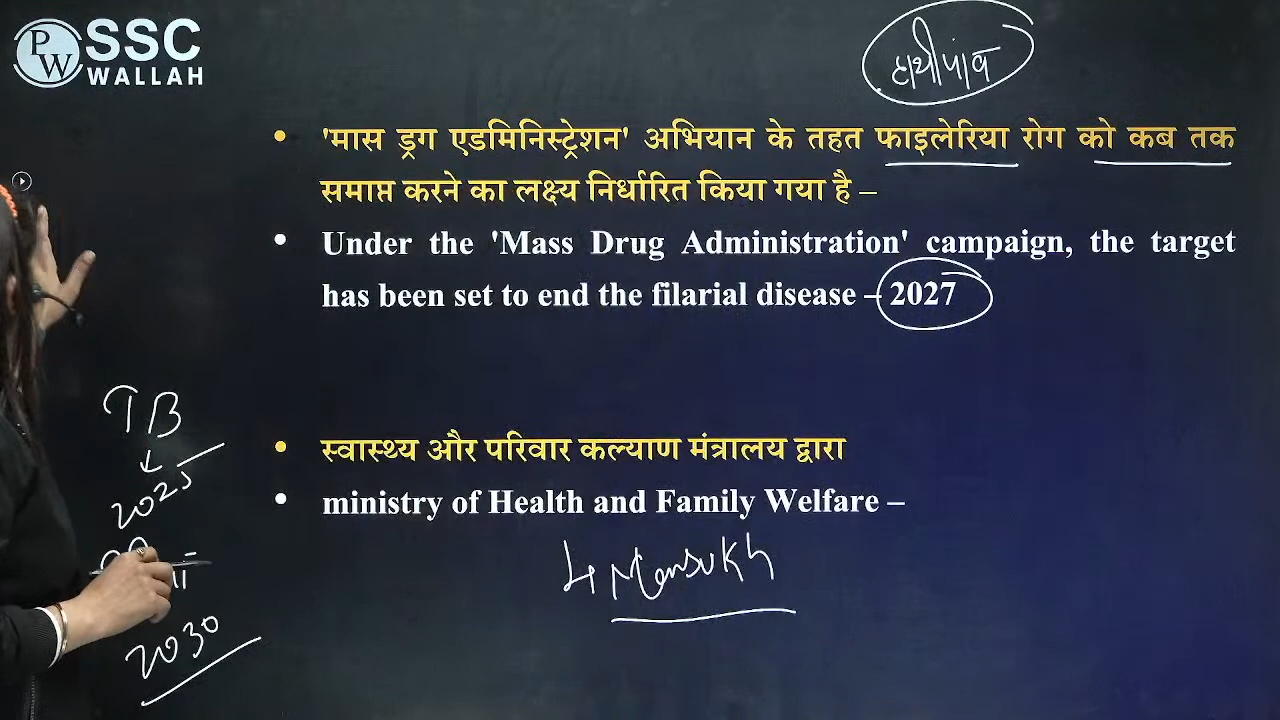 PW SSC
WALLAH
हाथीपांव
• 'मास ड्रग एडमिनिस्ट्रेशन' अभियान के तहत फाइलेरिया रोग को कब तक
समाप्त करने का लक्ष्य निर्धारित किया गया है –
• Under the 'Mass Drug Administration' campaign, the target
has been set to end the filarial disease – 2027
TB
2025
• स्वास्थ्य और परिवार कल्याण मंत्रालय द्वारा
• ministry of Health and Family Welfare –
Mansukh
2030